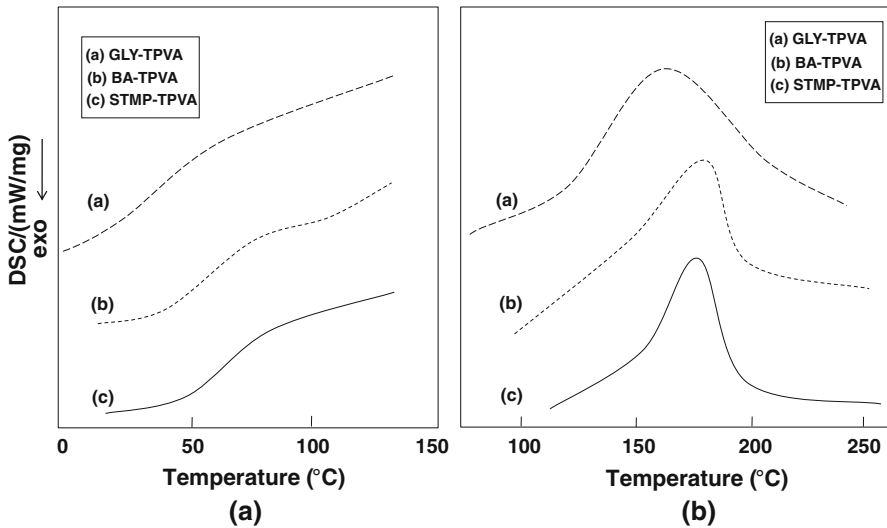 (a) GLY-TPVA
(b) BA-TPVA
(c) STMP-TPVA
DSC/(mW/mg)
exo
(a)
(b)
(c)
0 50 100 150
Temperature (°C)
(a)
(a) GLY-TPVA
(b) BA-TPVA
(c) STMP-TPVA
(a)
(b)
(c)
100 150 200 250
Temperature (°C)
(b)